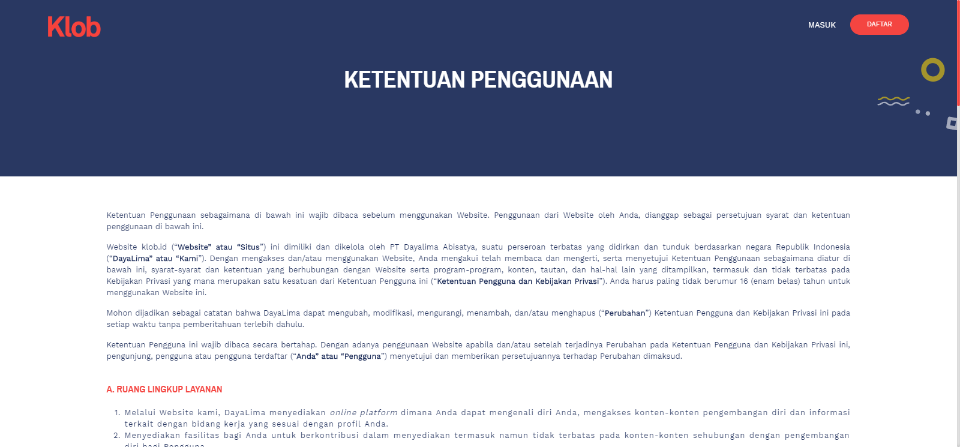 Klob
MASUK
DAFTAR
KETENTUAN PENGGUNAAN
Ketentuan Penggunaan sebagaimana di bawah ini wajib dibaca sebelum menggunakan Website. Penggunaan dari Website oleh Anda, dianggap sebagai persetujuan syarat dan ketentuan
penggunaan di bawah ini.
Website klob.id ("Website" atau "Situs") ini dimiliki dan dikelola oleh PT Dayalima Abisatya, suatu perseroan terbatas yang didirkan dan tunduk berdasarkan negara Republik Indonesia
("DayaLima" atau "Kami"). Dengan mengakses dan/atau menggunakan Website, Anda mengakui telah membaca dan mengerti, serta menyetujui Ketentuan Penggunaan sebagaimana diatur di
bawah ini, syarat-syarat dan ketentuan yang berhubungan dengan Website serta program-program, konten, tautan, dan hal-hal lain yang ditampilkan, termasuk dan tidak terbatas pada
Kebijakan Privasi yang mana merupakan satu kesatuan dari Ketentuan Pengguna ini ("Ketentuan Pengguna dan Kebijakan Privasi"). Anda harus paling tidak berumur 16 (enam belas) tahun untuk
menggunakan Website ini.
Mohon dijadikan sebagai catatan bahwa DayaLima dapat mengubah, modifikasi, mengurangi, menambah, dan/atau menghapus ("Perubahan") Ketentuan Pengguna dan Kebijakan Privasi ini pada
setiap waktu tanpa pemberitahuan terlebih dahulu.
Ketentuan Pengguna ini wajib dibaca secara bertahap. Dengan adanya penggunaan Website apabila dan/atau setelah terjadinya Perubahan pada Ketentuan Pengguna dan Kebijakan Privasi ini,
pengunjung, pengguna atau pengguna terdaftar ("Anda" atau "Pengguna") menyetujui dan memberikan persetujuannya terhadap Perubahan dimaksud.
A. RUANG LINGKUP LAYANAN
1. Melalui Website kami, DayaLima menyediakan online platform dimana Anda dapat mengenali diri Anda, mengakses konten-konten pengembangan diri dan informasi
terkait dengan bidang kerja yang sesuai dengan profil Anda.
2. Menyediakan fasilitas bagi Anda untuk berkontribusi dalam menyediakan termasuk namun tidak terbatas pada konten-konten sehubungan dengan pengembangan
diri bagi Pengguna.